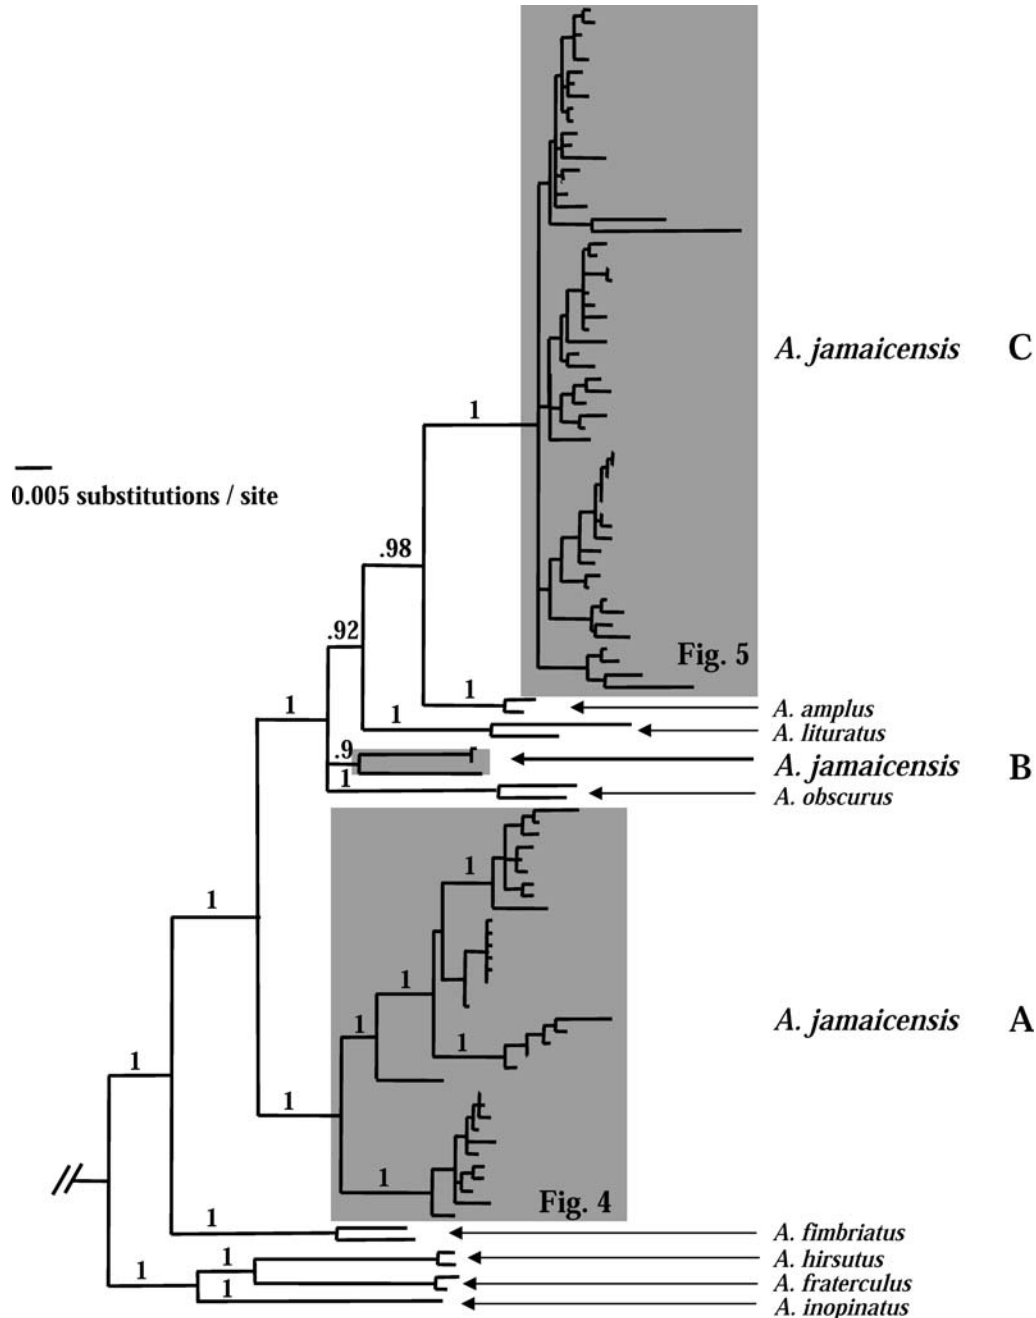 1
A. jamaicensis C
0.005 substitutions / site
.98
.92
Fig. 5
1
1
A. amplus
1
A. lituratus
.9
A. jamaicensis B
1
A. obscurus
1
1
1
1
A. jamaicensis A
1
1
1
1
1
Fig. 4
1
A. fimbriatus
1
A. hirsutus
1
A. fraterculus
1
A. inopinatus